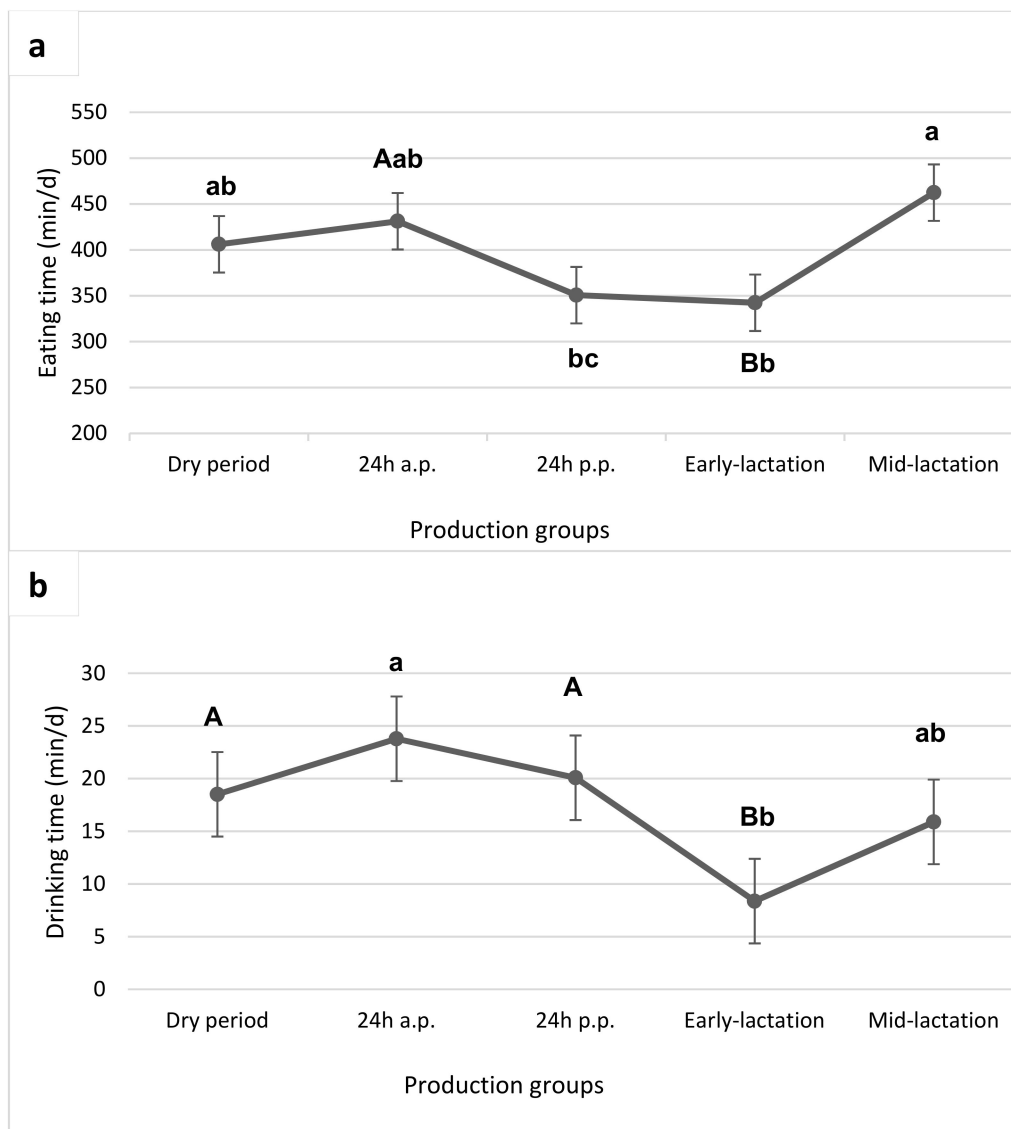 a
Eating time (min/d)
550
500
450
400
350
300
250
200
ab
Aab
bc
Bb
a
Dry period 24h a.p. 24h p.p. Early-lactation Mid-lactation
Production groups
b
Drinking time (min/d)
30
25
20
15
10
5
0
A
a
A
Bb
ab
Dry period 24h a.p. 24h p.p. Early-lactation Mid-lactation
Production groups